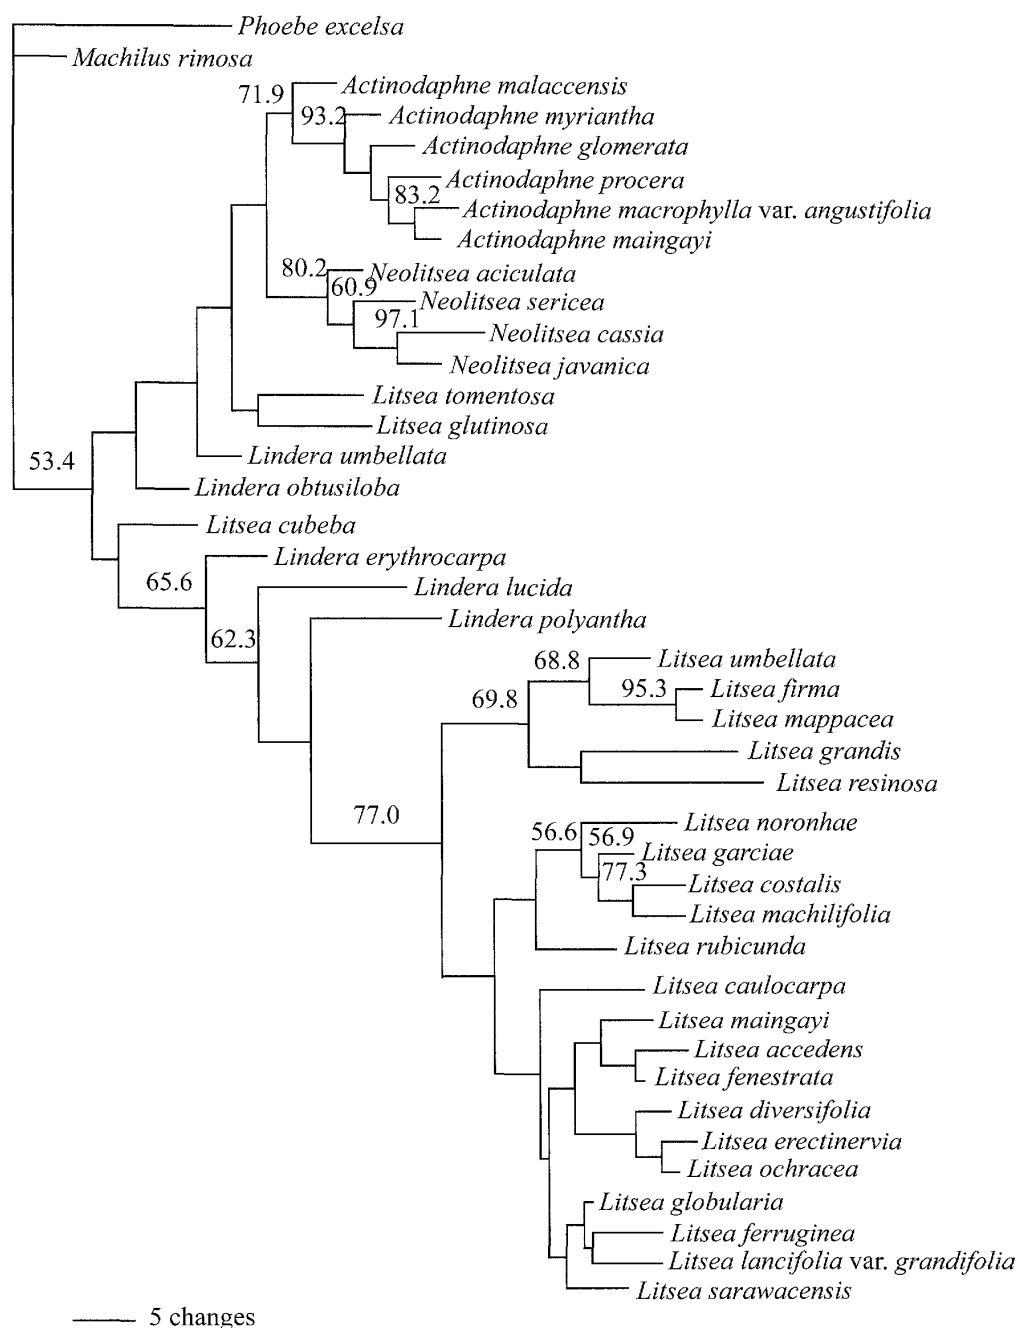 Phoebe excelsa
Machilus rimosa
71.9
Actinodaphne malaccensis
93.2
Actinodaphne myriantha
Actinodaphne glomerata
Actinodaphne procera
83.2
Actinodaphne macrophylla var. angustifolia
Actinodaphne maingayi
80.2
Neolitsea aciculata
60.9
Neolitsea sericea
97.1
Neolitsea cassia
Neolitsea javanica
Litsea tomentosa
Litsea glutinosa
Lindera umbellata
53.4
Lindera obtusiloba
Litsea cubeba
Lindera erythrocarpa
65.6
Lindera lucida
Lindera polyantha
62.3
68.8
Litsea umbellata
95.3
Litsea firma
69.8
Litsea mappacea
Litsea grandis
Litsea resinosa
77.0
Litsea noronhae
56.6
56.9
Litsea garciae
77.3
Litsea costalis
Litsea machilifolia
Litsea rubicunda
Litsea caulocarpa
Litsea maingayi
Litsea accedens
Litsea fenestrata
Litsea diversifolia
Litsea erectinervia
Litsea ochracea
Litsea globularia
Litsea ferruginea
Litsea lancifolia var. grandifolia
Litsea sarawacensis
5 changes